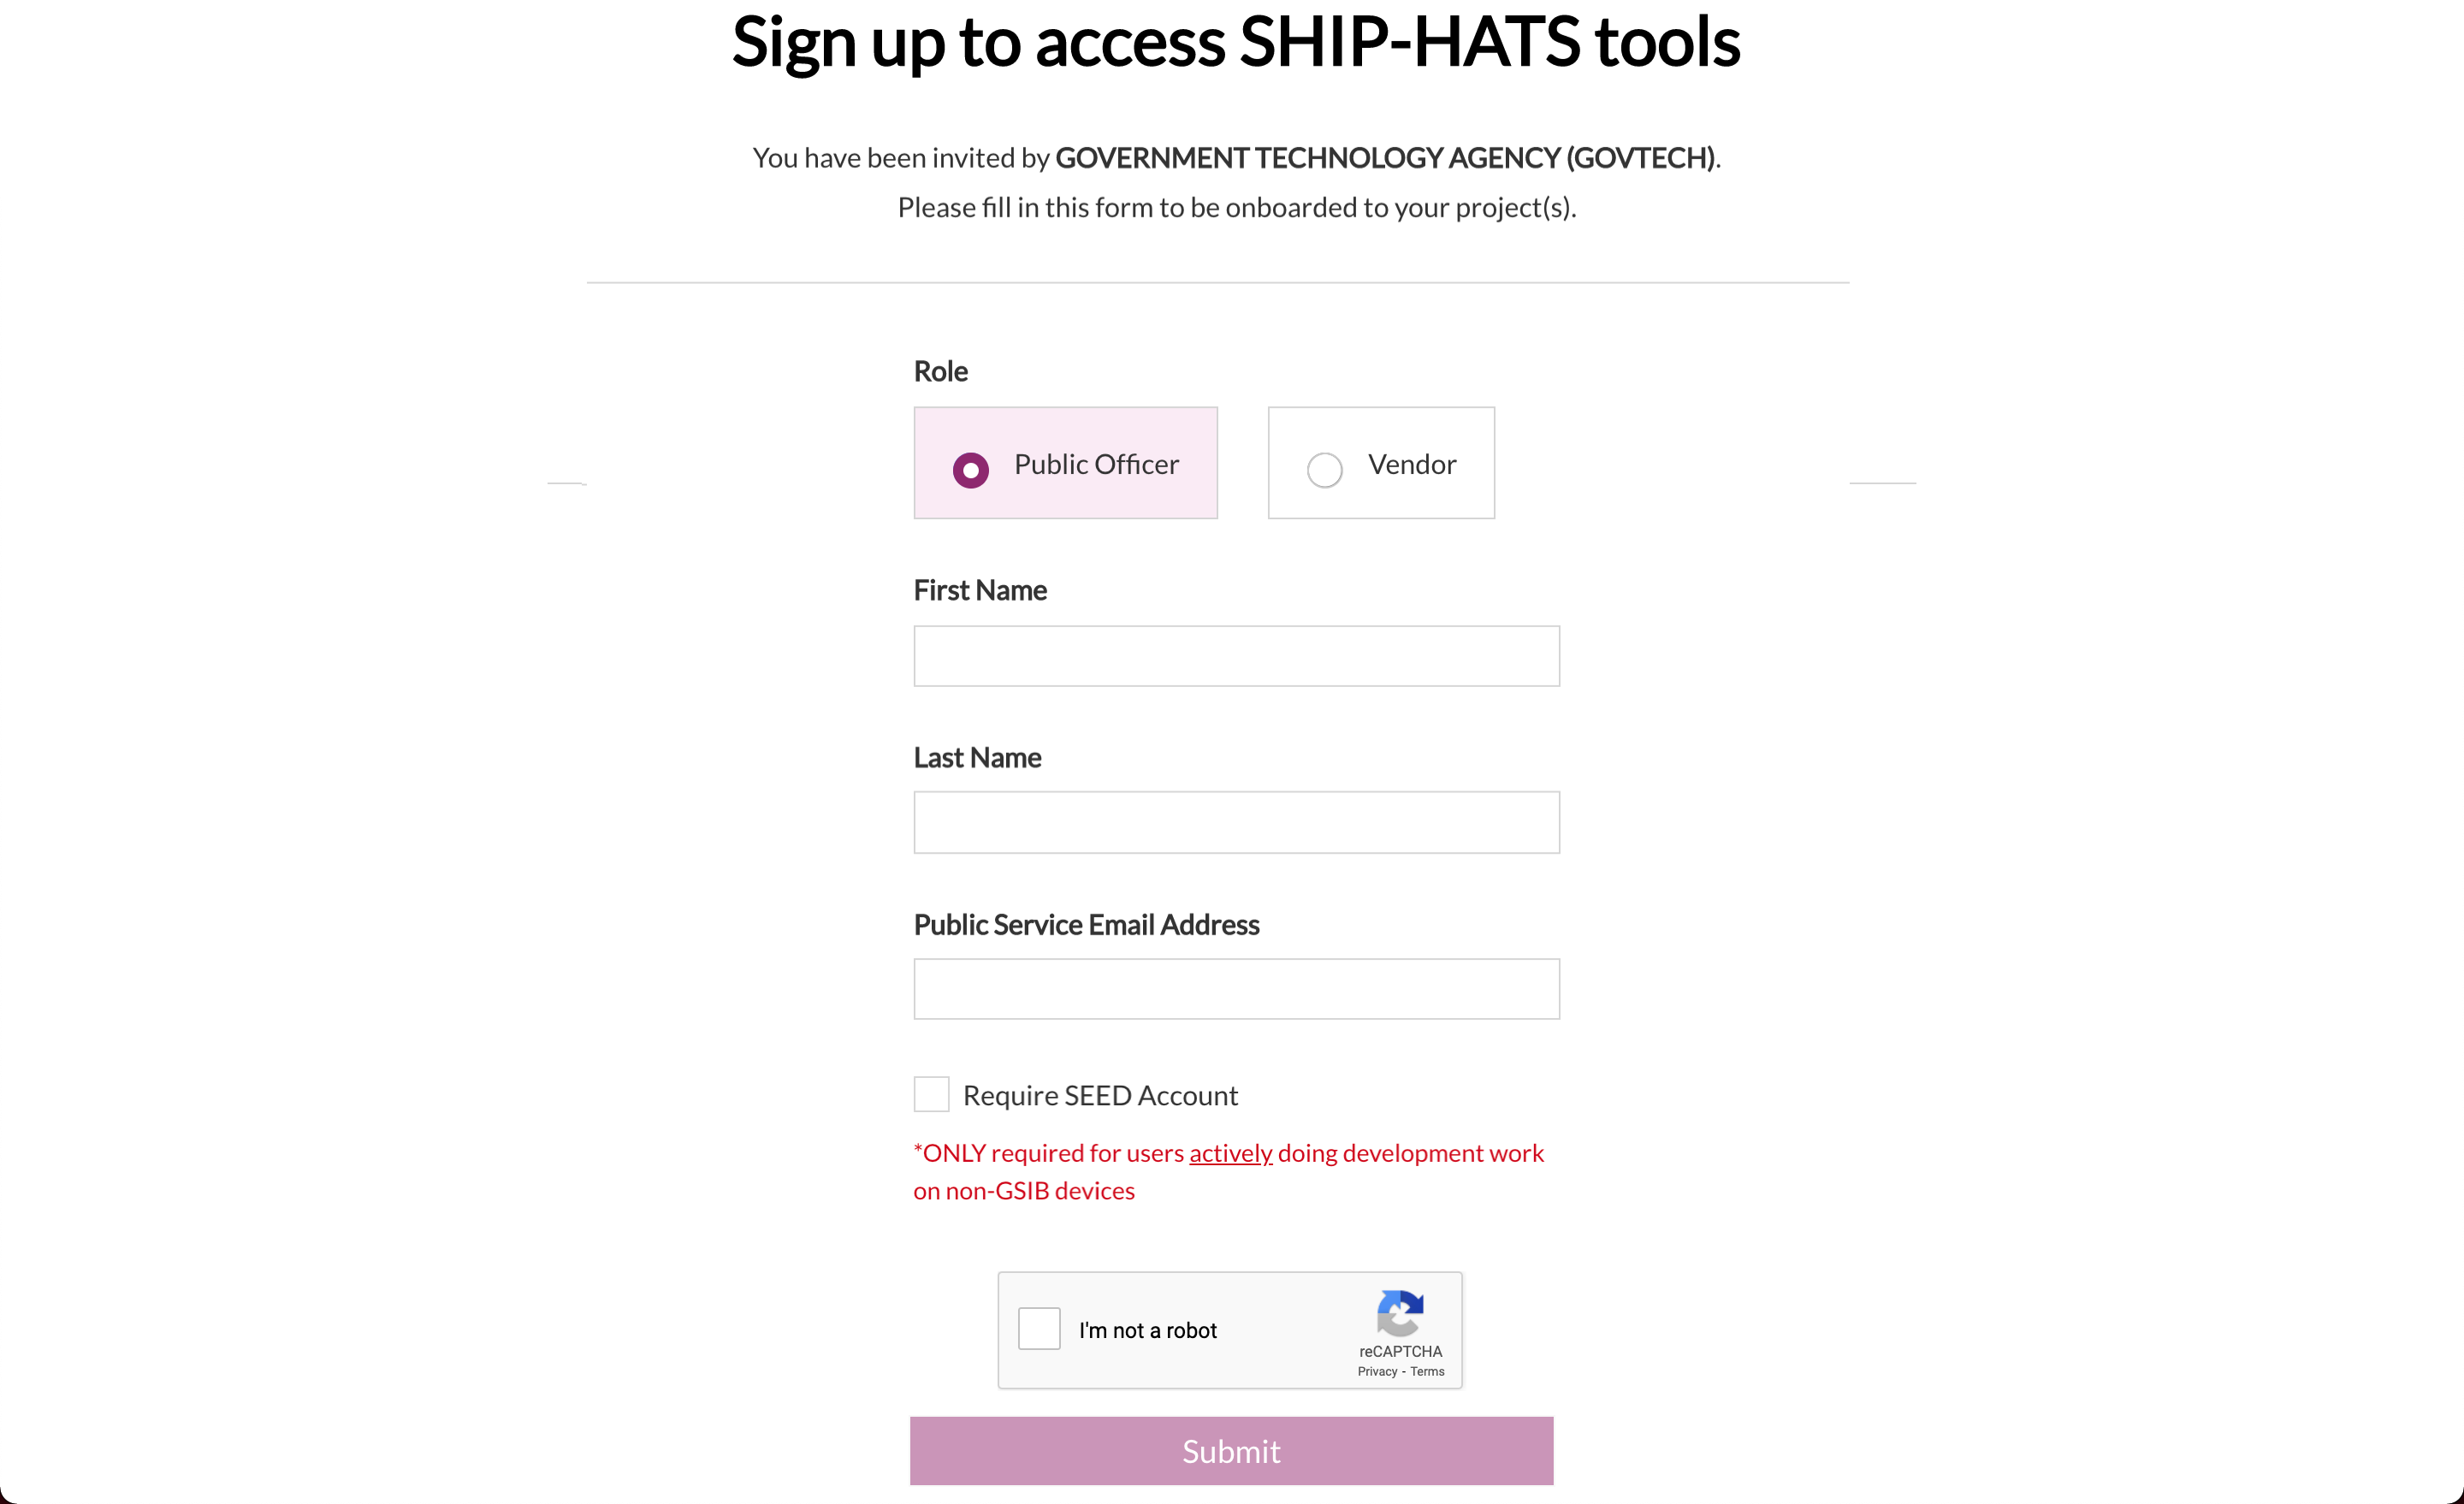 Sign up to access SHIP-HATS tools
You have been invited by GOVERNMENT TECHNOLOGY AGENCY (GOVTECH).
Please fill in this form to be onboarded to your project(s).
Role
Public Officer
Vendor
First Name
Last Name
Public Service Email Address
Require SEED Account
*ONLY required for users actively doing development work
on non-GSIB devices
I'm not a robot
reCAPTCHA
Privacy - Terms
Submit